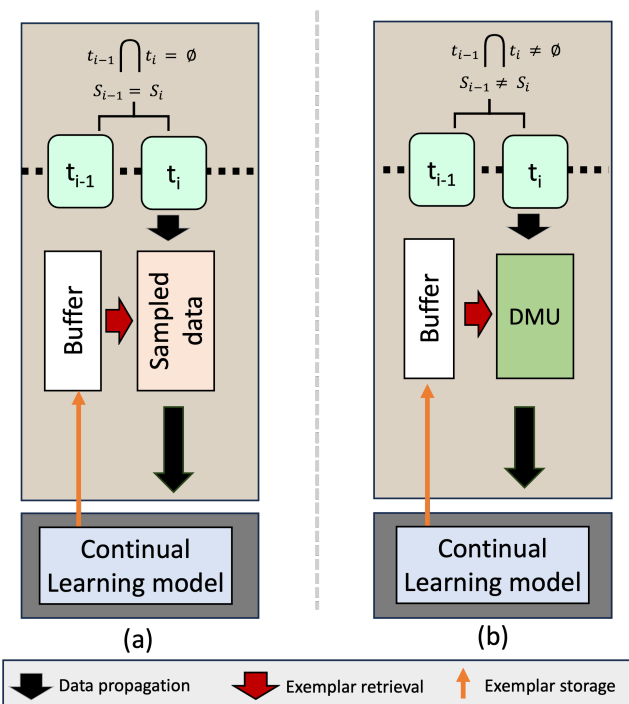 t_{i-1} ⋂ t_i = ∅
S_{i-1} = S_i
t_{i-1}
t_i
Buffer
Sampled
data
Continual
Learning model
(a)
t_{i-1} ⋂ t_i ≠ ∅
S_{i-1} ≠ S_i
t_{i-1}
t_i
Buffer
DMU
Continual
Learning model
(b)
Data propagation
Exemplar retrieval
Exemplar storage